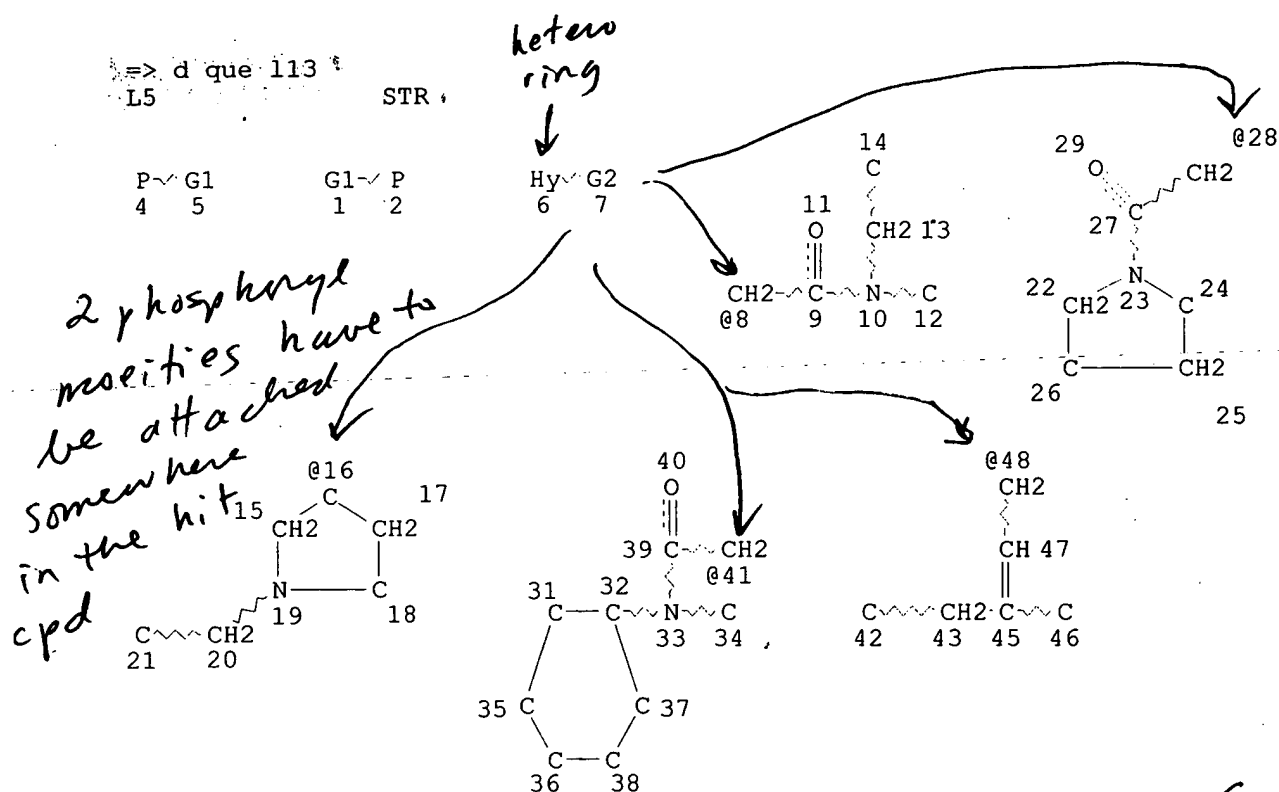 hetero
ring
=> d que l13
L5 STR
P G1 G1 P Hy G2
4 5 1 2 6 7
14
C
11
O
CH2 13
CH2 C N C
@8 9 10 12
29
O
@28
CH2
C
27
N
22 23 24
CH2 C
C CH2
26 25
2 phosphoryl
moeities have to
be attached
somewhere
in the hit
cpd
@16
C
15 17
CH2 CH2
N C
19 18
C CH2
21 20
40
O
39 C CH2
@41
31 32
C C N C
33 34
35 C C 37
C C
36 38
@48
CH2
CH 47
C CH2 C C
42 43 45 46